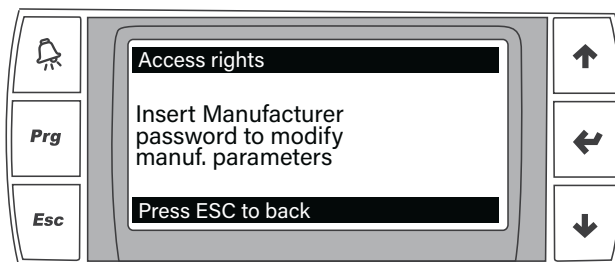 Access rights
Insert Manufacturer
password to modify
manuf. parameters
Press ESC to back
Prg
Esc